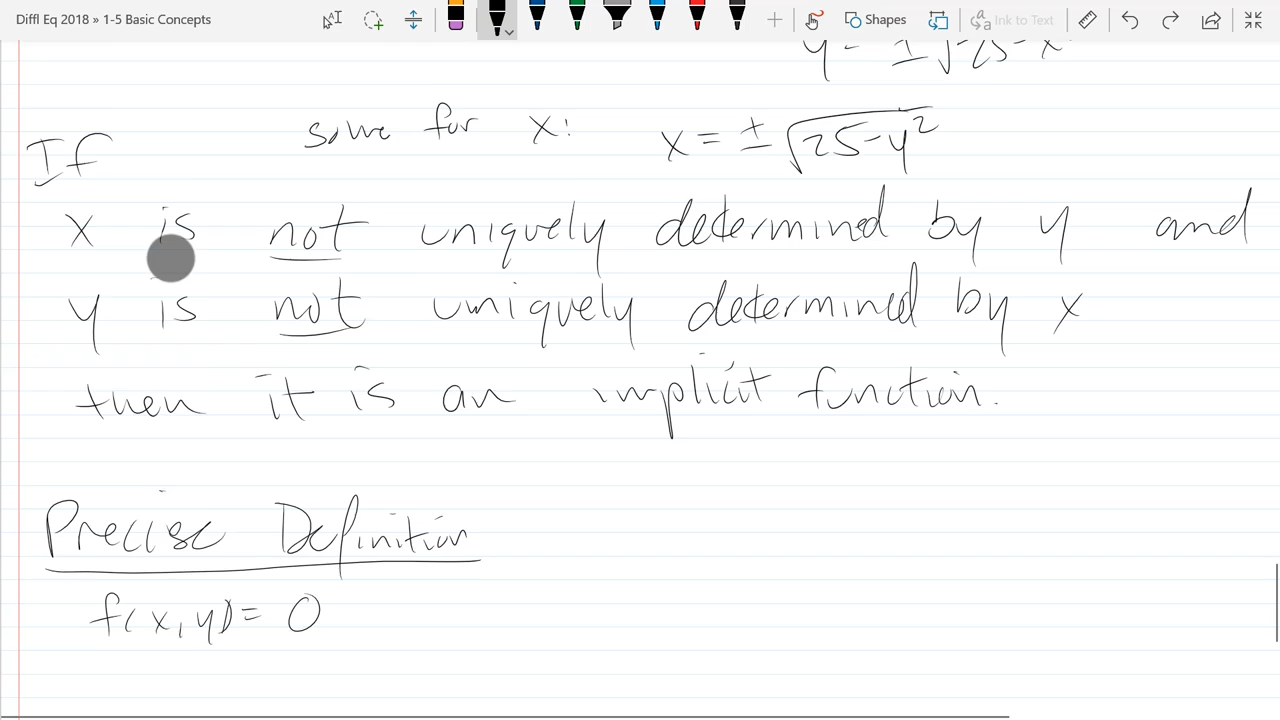 Diffl Eq 2018 » 1-5 Basic Concepts
Shapes
Ink to Text
y = ±√25-x
solve for x: x = ±√25-y²
If
x is not uniquely determined by y and
y is not uniquely determined by x
then it is an implicit function.
Precise Definition
f(x,y) = 0